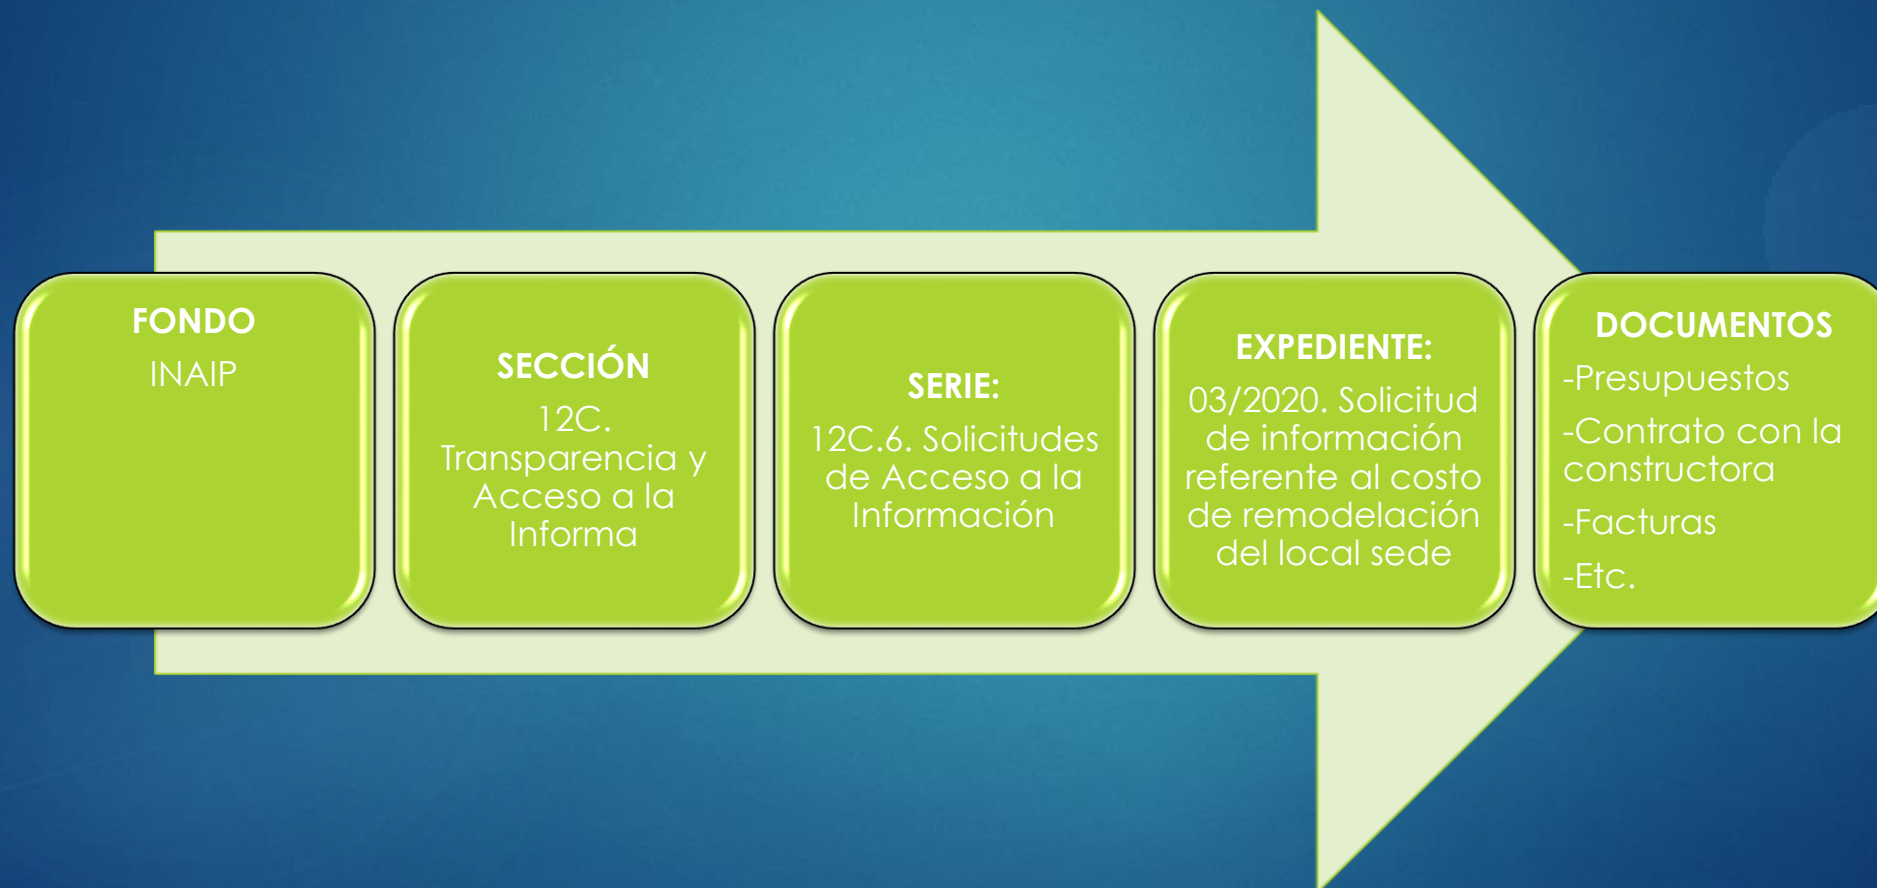 FONDO
INAIP
SECCIÓN
12C.
Transparencia y
Acceso a la
Informa
SERIE:
12C.6. Solicitudes
de Acceso a la
Información
EXPEDIENTE:
03/2020. Solicitud
de información
referente al costo
de remodelación
del local sede
DOCUMENTOS
-Presupuestos
-Contrato con la
constructora
-Facturas
-Etc.